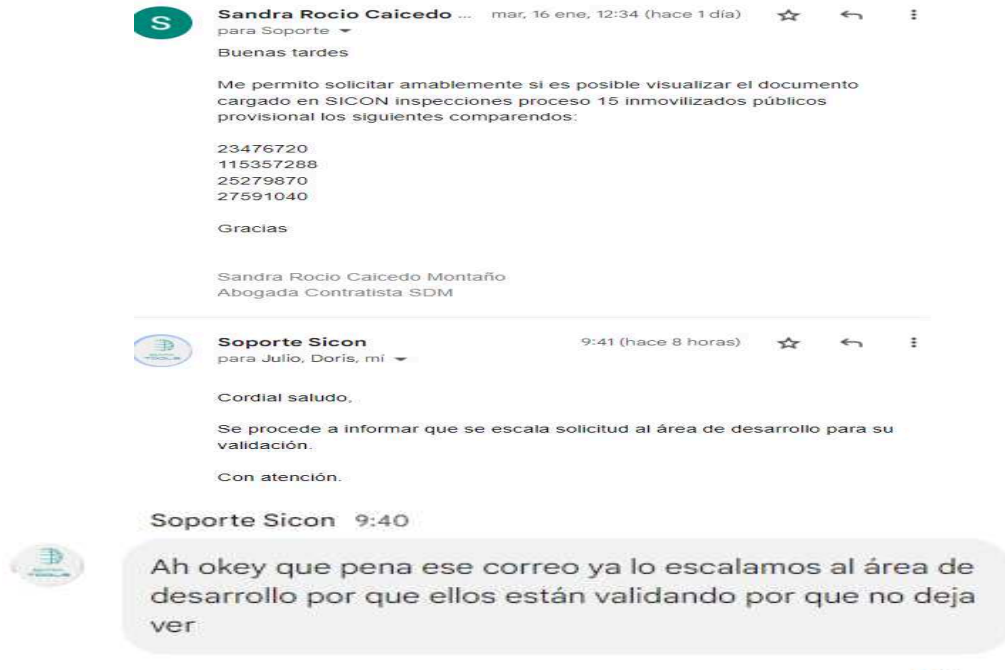 S
Sandra Rocio Caicedo ... mar, 16 ene, 12:34 (hace 1 día)
para Soporte
Buenas tardes
Me permito solicitar amablemente si es posible visualizar el documento
cargado en SICON inspecciones proceso 15 inmovilizados públicos
provisional los siguientes comparendos:
23476720
115357288
25279870
27591040
Gracias
Sandra Rocio Caicedo Montaño
Abogada Contratista SDM
Soporte Sicon 9:41 (hace 8 horas)
para Julio, Doris, mí
Cordial saludo,
Se procede a informar que se escala solicitud al área de desarrollo para su
validación.
Con atención.
Soporte Sicon 9:40
Ah okey que pena ese correo ya lo escalamos al área de
desarrollo por que ellos están validando por que no deja
ver